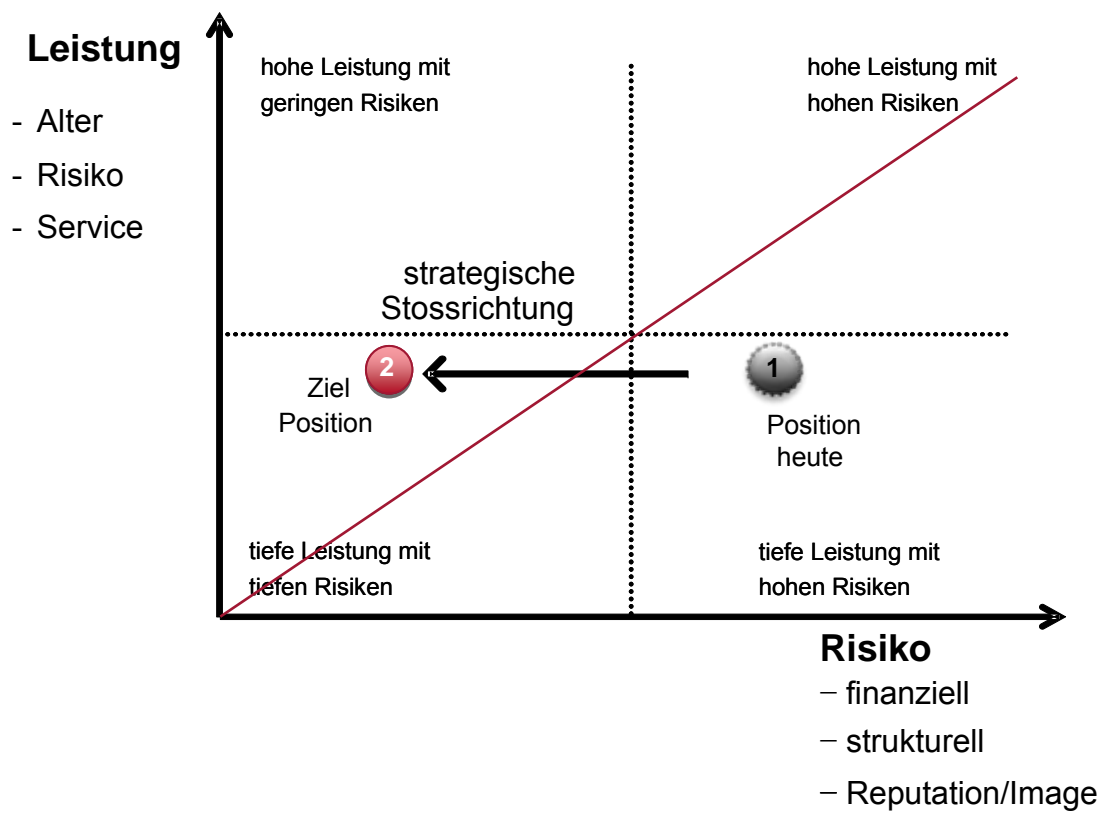 Leistung
- Alter
- Risiko
- Service
hohe Leistung mit
geringen Risiken
hohe Leistung mit
hohen Risiken
strategische
Stossrichtung
2
Ziel
Position
1
Position
heute
tiefe Leistung mit
tiefen Risiken
tiefe Leistung mit
hohen Risiken
Risiko
– finanziell
– strukturell
– Reputation/Image